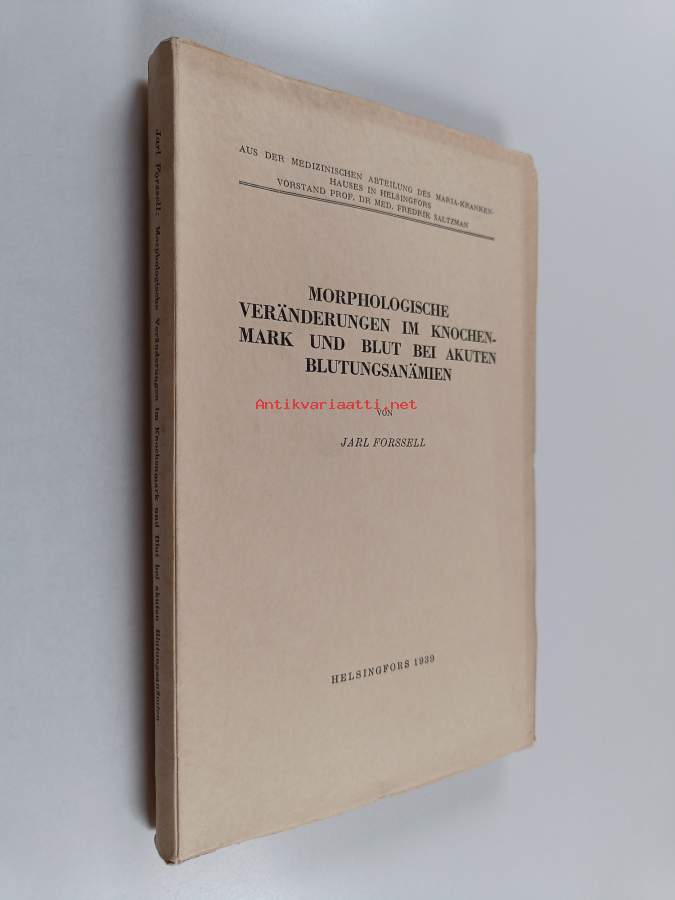 AUS DER MEDIZINISCHEN ABTEILUNG DES MARIA-KRANKEN-
HAUSES IN HELSINGFORS
VORSTAND PROF. DR MED. FREDRIK SALTZMAN
MORPHOLOGISCHE
VERÄNDERUNGEN IM KNOCHEN-
MARK UND BLUT BEI AKUTEN
BLUTUNGSANÄMIEN
Antikvariaatti.net
VON
JARL FORSSELL
HELSINGFORS 1939
Jarl Forssell: Morphologische Veränderungen im Knochenmark und Blut bei akuten Blutungsanämien